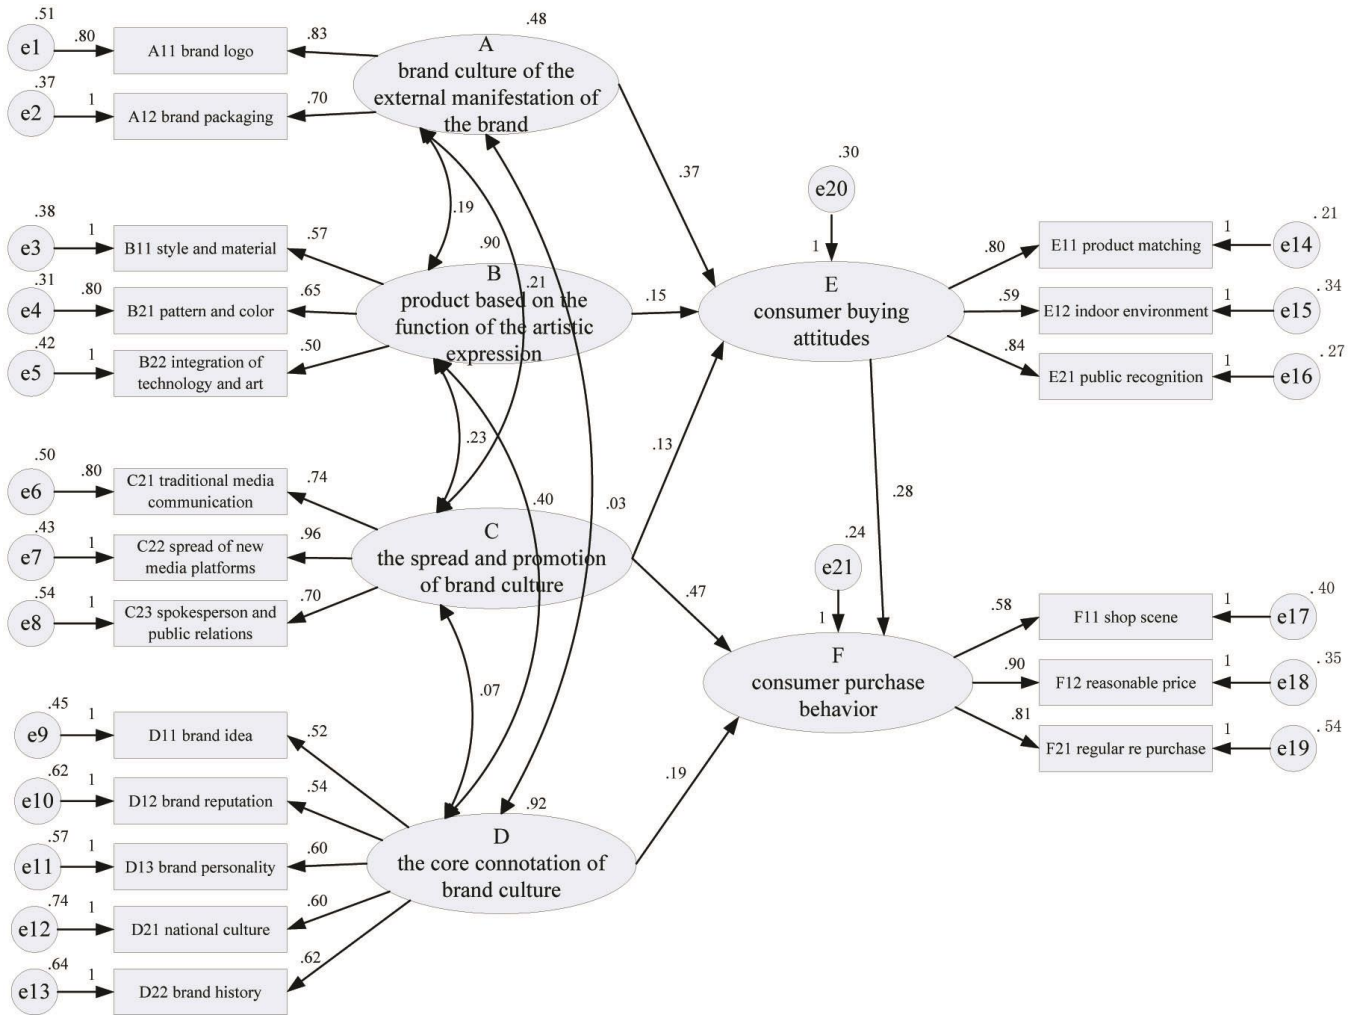 .51
.48
e1
.80
A11 brand logo
.83
.37
e2
1
A12 brand packaging
.70
A
brand culture of the
external manifestation of
the brand
.37
.30
e20
1
.19
.90
.21
.38
e3
1
B11 style and material
.57
.31
e4
.80
B21 pattern and color
.65
.42
e5
1
B22 integration of
technology and art
.50
B
product based on the
function of the artistic
expression
.15
E
consumer buying
attitudes
.80
E11 product matching
1
e14
.21
.59
E12 indoor environment
1
e15
.34
.84
E21 public recognition
1
e16
.27
.23
.40
.03
.13
.28
.50
e6
.80
C21 traditional media
communication
.74
.43
e7
1
C22 spread of new
media platforms
.96
.54
e8
1
C23 spokesperson and
public relations
.70
C
the spread and promotion
of brand culture
.47
.24
e21
1
F
consumer purchase
behavior
.58
F11 shop scene
1
e17
.40
.90
F12 reasonable price
1
e18
.35
.81
F21 regular re purchase
1
e19
.54
.07
.19
.45
e9
1
D11 brand idea
.52
.62
e10
1
D12 brand reputation
.54
.57
e11
1
D13 brand personality
.60
.74
e12
1
D21 national culture
.60
.64
e13
1
D22 brand history
.62
.92
D
the core connotation of
brand culture